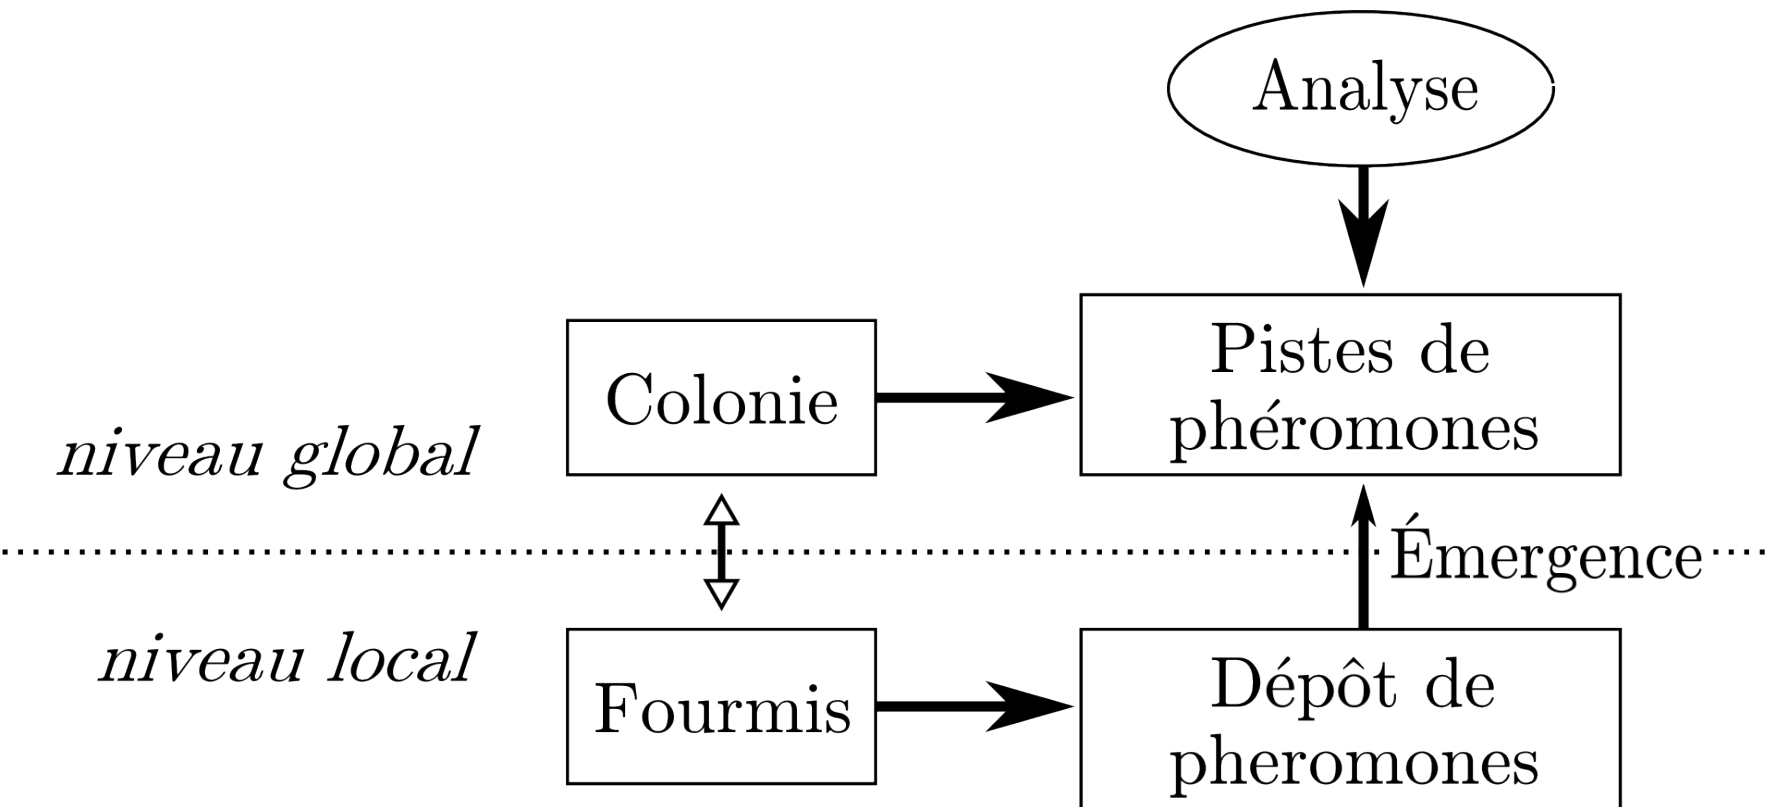 Analyse
Pistes de
phéromones
Colonie
niveau global
Émergence
niveau local
Fourmis
Dépôt de
pheromones